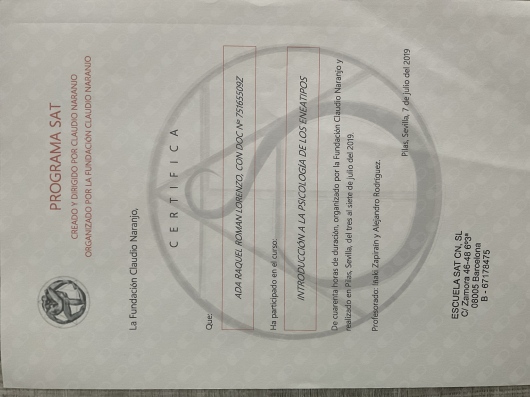 PROGRAMA SAT
CREADO Y DIRIGIDO POR CLAUDIO NARANJO
ORGANIZADO POR LA FUNDACIÓN CLAUDIO NARANJO
La Fundación Claudio Naranjo,
CERTIFICA
Que:
ADA RAQUEL ROMAN LORENZO, CON DOC Nº 75165509Z
Ha participado en el curso:
INTRODUCCIÓN A LA PSICOLOGIA DE LOS ENEATIPOS
De cuarenta horas de duración, organizado por la Fundación Claudio Naranjo y
realizado en Pilas, Sevilla, del tres al siete de julio del 2019.
Profesorado: Iñaki Zapirain y Alejandro Rodríguez.
Pilas, Sevilla, 7 de julio del 2019
ESCUELA SAT CN, SL
C/ Zamora 46-48 6º3ª
08005 Barcelona
B - 67178475